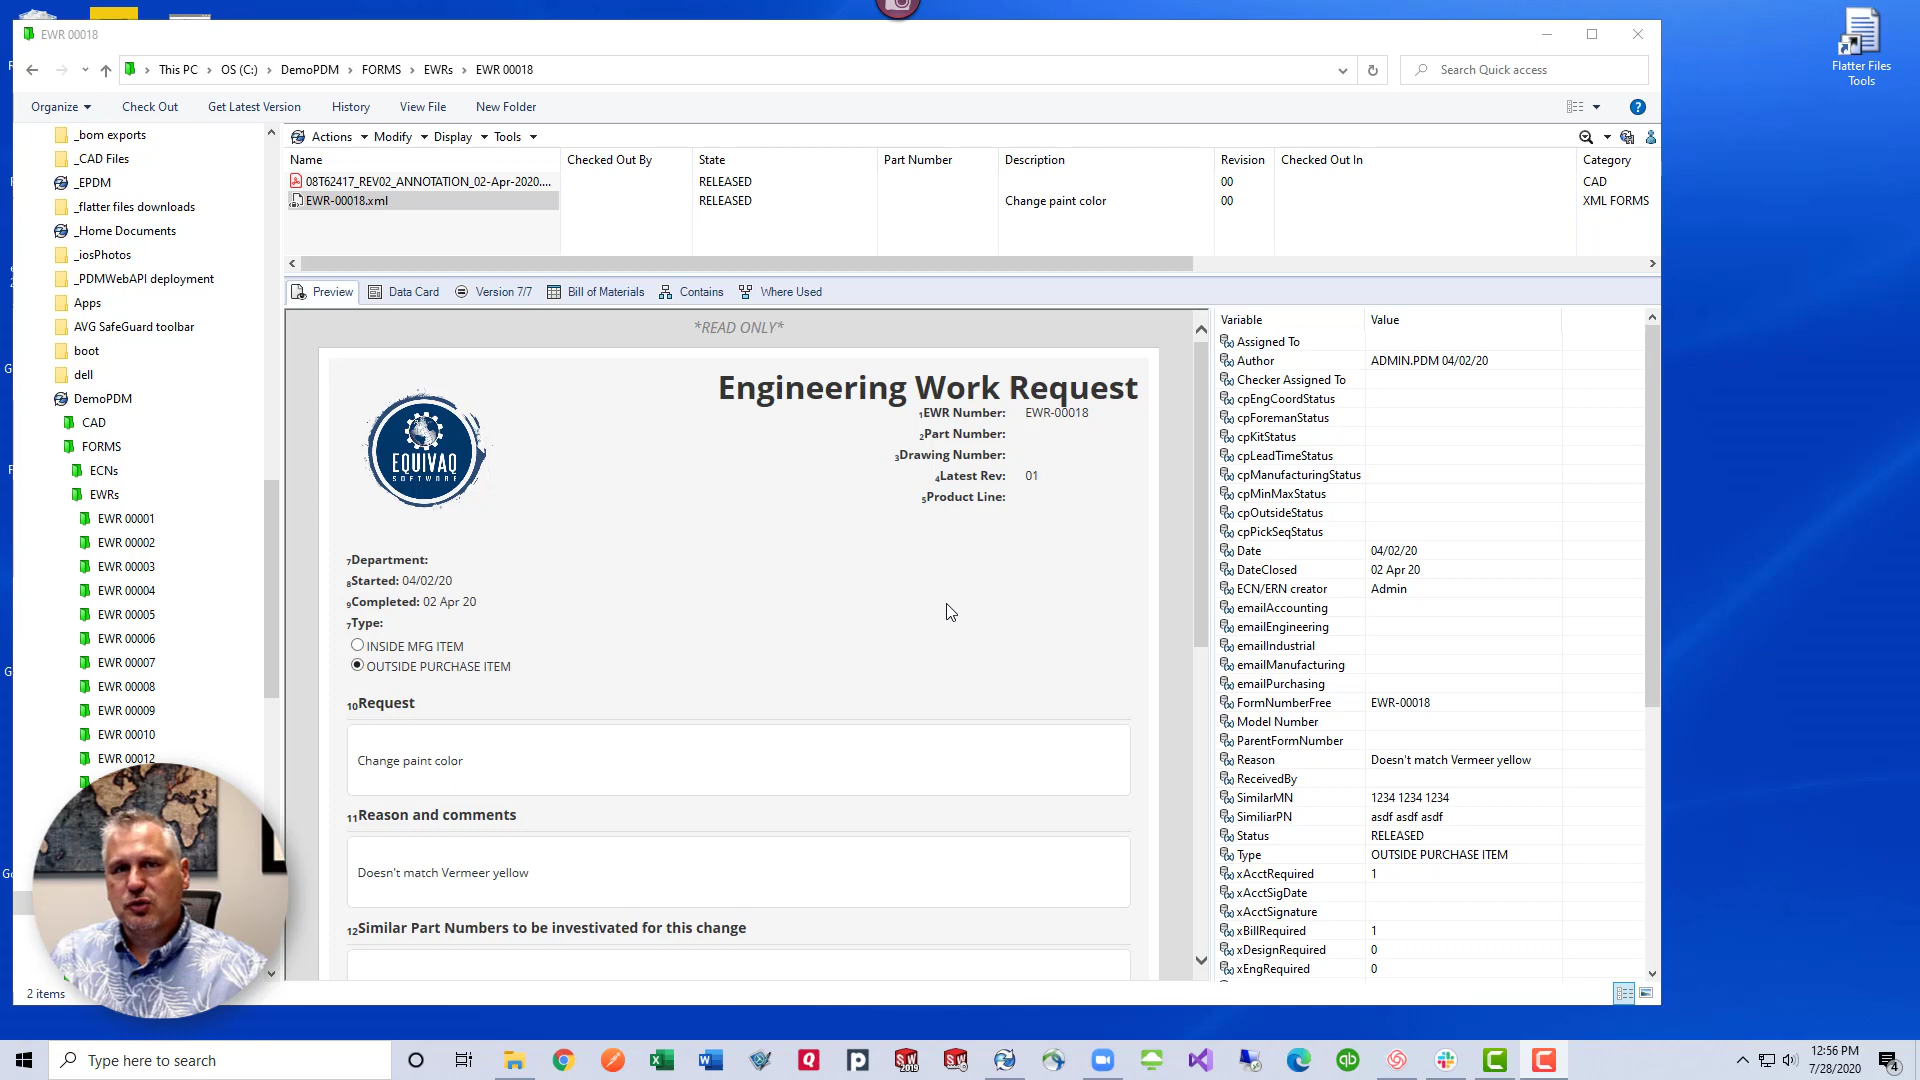 EWR 00018
This PC > OS (C:) > DemoPDM > FORMS > EWRs > EWR 00018
Search Quick access
Flatter Files
Tools
Organize Check Out Get Latest Version History View File New Folder
Actions Modify Display Tools
Name Checked Out By State Part Number Description Revision Checked Out In Category
08T62417_REV02_ANNOTATION_02-Apr-2020.... RELEASED 00 CAD
EWR-00018.xml RELEASED Change paint color 00 XML FORMS
Preview Data Card Version 7/7 Bill of Materials Contains Where Used
_bom exports
_CAD Files
_EPDM
_flatter files downloads
_Home Documents
_iosPhotos
_PDMWebAPI deployment
Apps
AVG SafeGuard toolbar
boot
dell
DemoPDM
CAD
FORMS
ECNs
EWRs
EWR 00001
EWR 00002
EWR 00003
EWR 00004
EWR 00005
EWR 00006
EWR 00007
EWR 00008
EWR 00009
EWR 00010
EWR 00012
2 items
*READ ONLY*
EQUIVAQ
SOFTWARE
Engineering Work Request
1EWR Number: EWR-00018
2Part Number:
3Drawing Number:
4Latest Rev: 01
5Product Line:
7Department:
8Started: 04/02/20
9Completed: 02 Apr 20
7Type:
INSIDE MFG ITEM
OUTSIDE PURCHASE ITEM
10Request
Change paint color
11Reason and comments
Doesn't match Vermeer yellow
12Similar Part Numbers to be investivated for this change
Variable Value
Assigned To
Author ADMIN.PDM 04/02/20
Checker Assigned To
cpEngCoordStatus
cpForemanStatus
cpKitStatus
cpLeadTimeStatus
cpManufacturingStatus
cpMinMaxStatus
cpOutsideStatus
cpPickSeqStatus
Date 04/02/20
DateClosed 02 Apr 20
ECN/ERN creator Admin
emailAccounting
emailEngineering
emailIndustrial
emailManufacturing
emailPurchasing
FormNumberFree EWR-00018
Model Number
ParentFormNumber
Reason Doesn't match Vermeer yellow
ReceivedBy
SimilarMN 1234 1234 1234
SimiliarPN asdf asdf asdf
Status RELEASED
Type OUTSIDE PURCHASE ITEM
xAcctRequired 1
xAcctSigDate
xAcctSignature
xBillRequired 1
xDesignRequired 0
xEngRequired 0
Type here to search
12:56 PM
7/28/2020
4